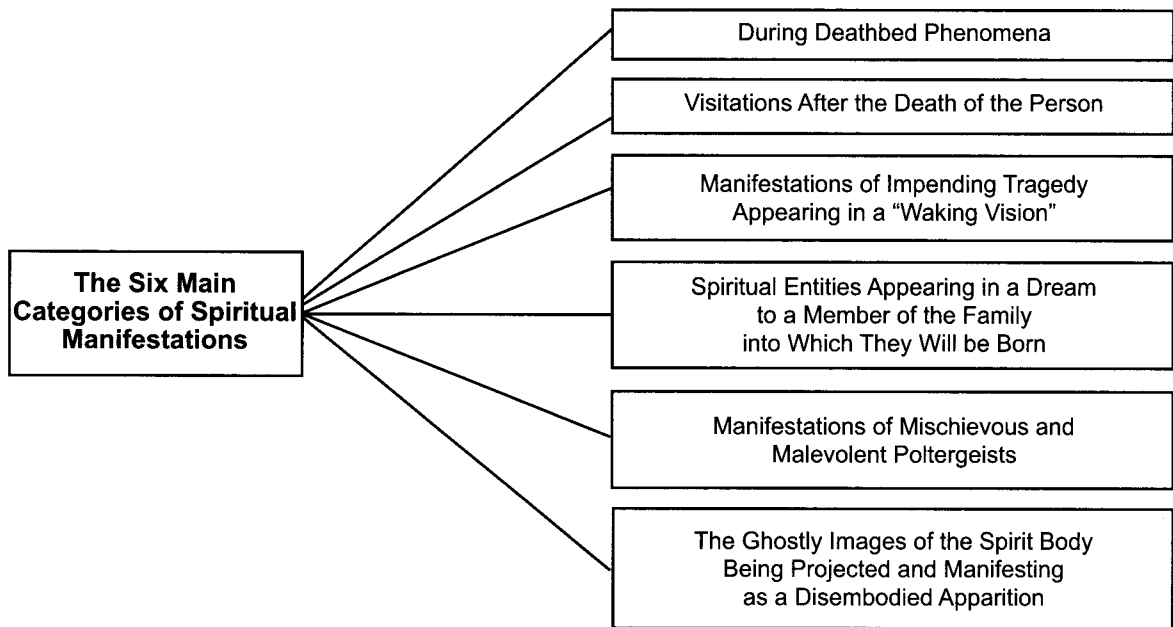 The Six Main
Categories of Spiritual
Manifestations
During Deathbed Phenomena
Visitations After the Death of the Person
Manifestations of Impending Tragedy
Appearing in a “Waking Vision”
Spiritual Entities Appearing in a Dream
to a Member of the Family
into Which They Will be Born
Manifestations of Mischievous and
Malevolent Poltergeists
The Ghostly Images of the Spirit Body
Being Projected and Manifesting
as a Disembodied Apparition